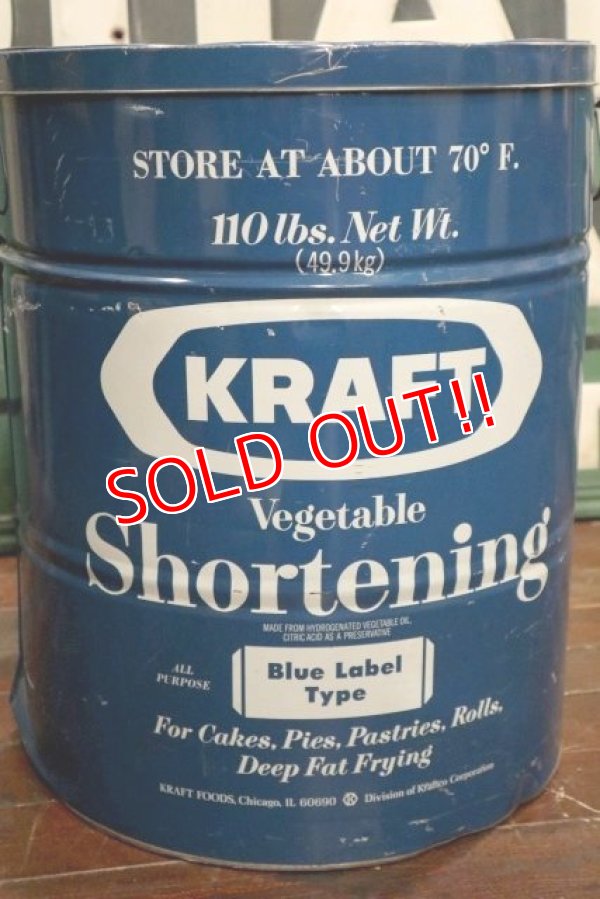 STORE AT ABOUT 70° F.
110 lbs. Net Wt.
(49.9 kg)
KRAFT
SOLD OUT!!
Vegetable
Shortening
MADE FROM HYDROGENATED VEGETABLE OIL,
CITRIC ACID AS A PRESERVATIVE
ALL
PURPOSE
Blue Label
Type
For Cakes, Pies, Pastries, Rolls,
Deep Fat Frying
KRAFT FOODS, Chicago, IL 60690 K Division of Kraftco Corporation